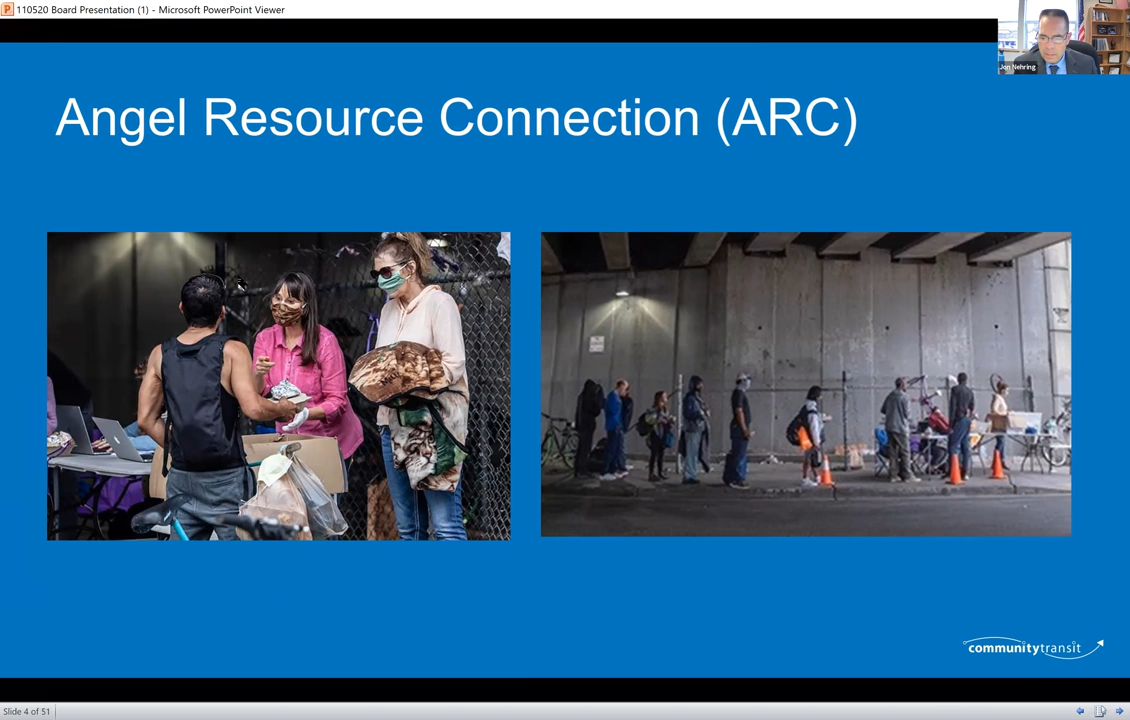 110520 Board Presentation (1) - Microsoft PowerPoint Viewer
Jon Nehring
Angel Resource Connection (ARC)
communitytransit
Slide 4 of 51